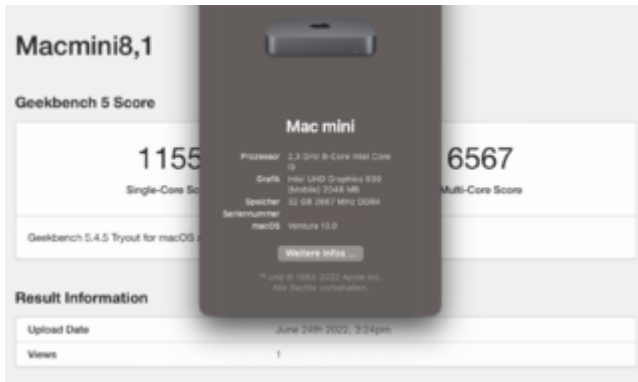 Macmini8,1
Geekbench 5 Score
1155
Single-Core Sc
6567
Multi-Core Score
Geekbench 5.4.5 Tryout for macOS
Mac mini
Prozessor 2,3 GHz 8-Core Intel Core
i9
Grafik Intel UHD Graphics 630
(Mobile) 2048 MB
Speicher 32 GB 2667 MHz DDR4
Seriennummer
macOS Ventura 13.0
Weitere Infos ...
™ und © 1983-2022 Apple Inc.
Alle Rechte vorbehalten.
Result Information
Upload Date June 24th 2022, 3:24pm
Views 1